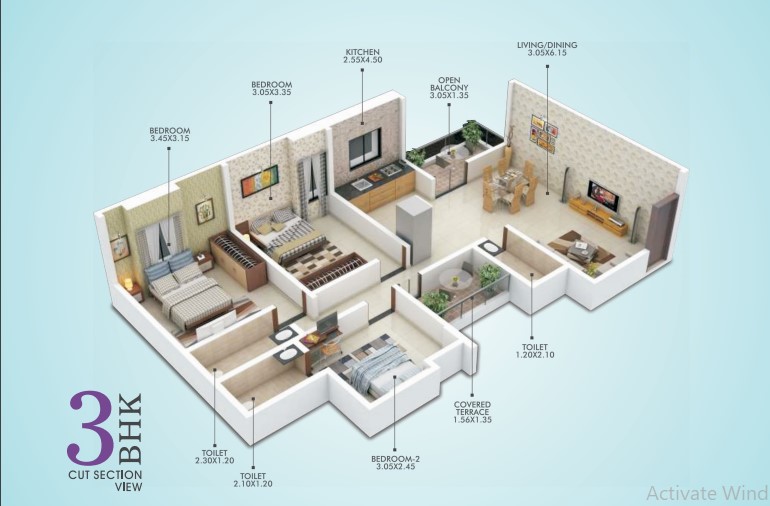 LIVING/DINING
3.05X6.15
KITCHEN
2.55X4.50
OPEN
BALCONY
3.05X1.35
BEDROOM
3.05X3.35
BEDROOM
3.45X3.15
TOILET
1.20X2.10
COVERED
TERRACE
1.56X1.35
BEDROOM-2
3.05X2.45
TOILET
2.30X1.20
TOILET
2.10X1.20
3 BHK
CUT SECTION
VIEW
Activate Wind